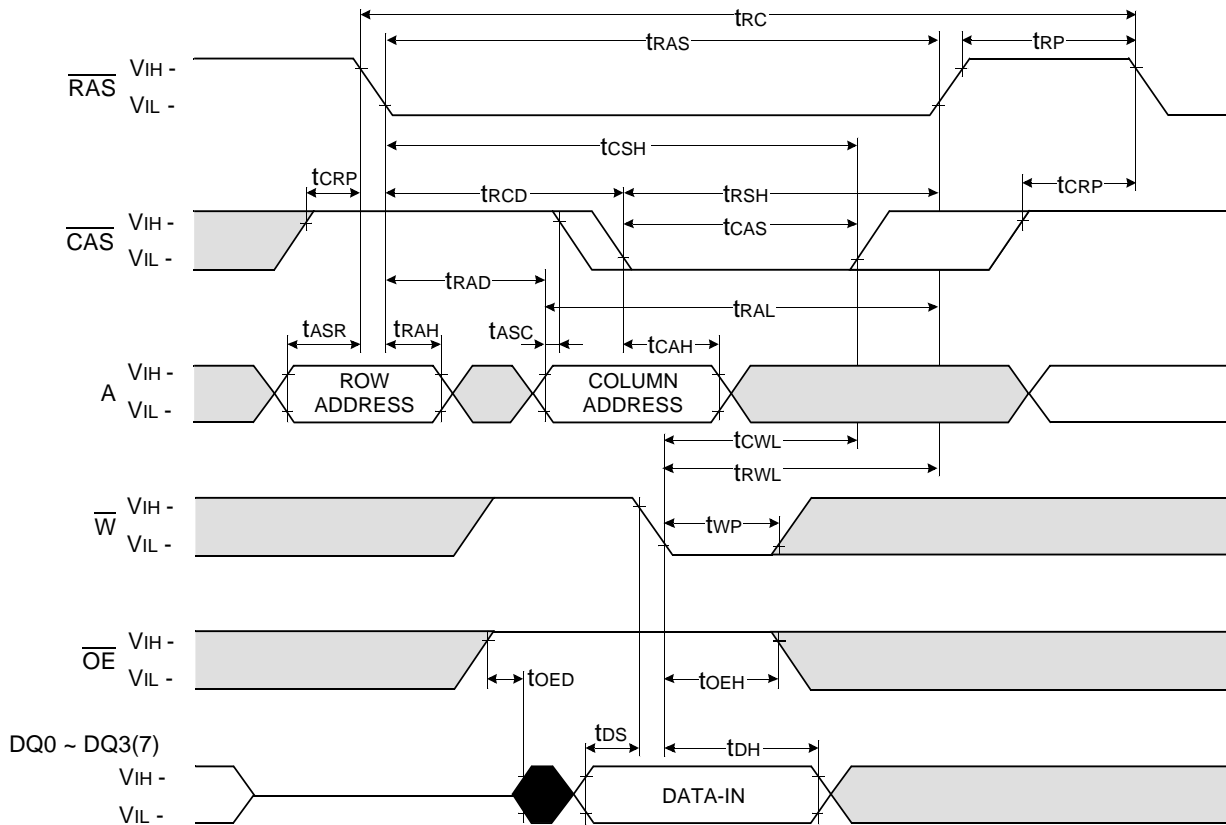 tRC
tRAS
tRP
RAS
VIH -
VIL -
tCSH
tCRP
tRCD
tRSH
tCRP
CAS
VIH -
VIL -
tCAS
tRAD
tRAL
tASR
tRAH
tASC
tCAH
A
VIH -
VIL -
ROW
ADDRESS
COLUMN
ADDRESS
tCWL
tRWL
W
VIH -
VIL -
tWP
OE
VIH -
VIL -
tOED
tOEH
DQ0 ~ DQ3(7)
tDS
tDH
VIH -
VIL -
DATA-IN